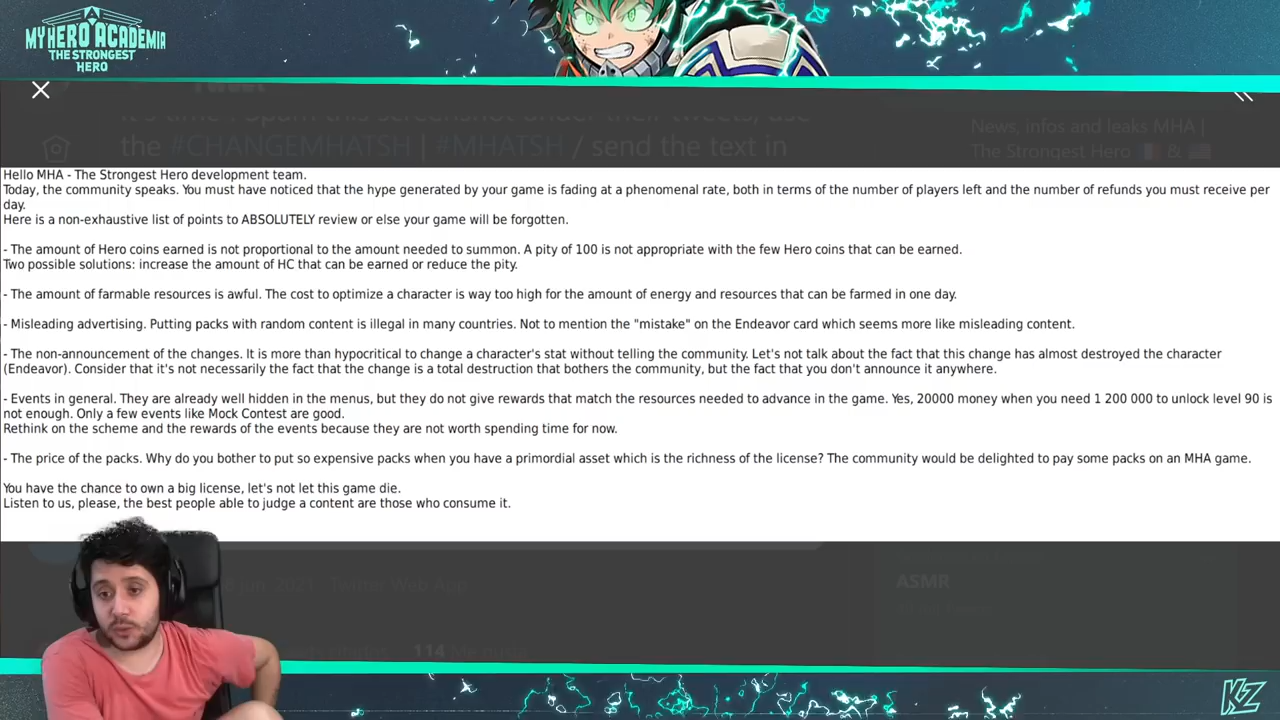 MY HERO ACADEMIA
THE STRONGEST
HERO
Tweet
the #CHANGEMHATSH | #MHATSH / send the text in
News, infos and leaks MHA |
The Strongest Hero
Hello MHA - The Strongest Hero development team.
Today, the community speaks. You must have noticed that the hype generated by your game is fading at a phenomenal rate, both in terms of the number of players left and the number of refunds you must receive per
day.
Here is a non-exhaustive list of points to ABSOLUTELY review or else your game will be forgotten.
- The amount of Hero coins earned is not proportional to the amount needed to summon. A pity of 100 is not appropriate with the few Hero coins that can be earned.
Two possible solutions: increase the amount of HC that can be earned or reduce the pity.
- The amount of farmable resources is awful. The cost to optimize a character is way too high for the amount of energy and resources that can be farmed in one day.
- Misleading advertising. Putting packs with random content is illegal in many countries. Not to mention the "mistake" on the Endeavor card which seems more like misleading content.
- The non-announcement of the changes. It is more than hypocritical to change a character's stat without telling the community. Let's not talk about the fact that this change has almost destroyed the character
(Endeavor). Consider that it's not necessarily the fact that the change is a total destruction that bothers the community, but the fact that you don't announce it anywhere.
- Events in general. They are already well hidden in the menus, but they do not give rewards that match the resources needed to advance in the game. Yes, 20000 money when you need 1 200 000 to unlock level 90 is
not enough. Only a few events like Mock Contest are good.
Rethink on the scheme and the rewards of the events because they are not worth spending time for now.
- The price of the packs. Why do you bother to put so expensive packs when you have a primordial asset which is the richness of the license? The community would be delighted to pay some packs on an MHA game.
You have the chance to own a big license, let's not let this game die.
Listen to us, please, the best people able to judge a content are those who consume it.
jun. 2021 Twitter Web App
ASMR
114
KZ